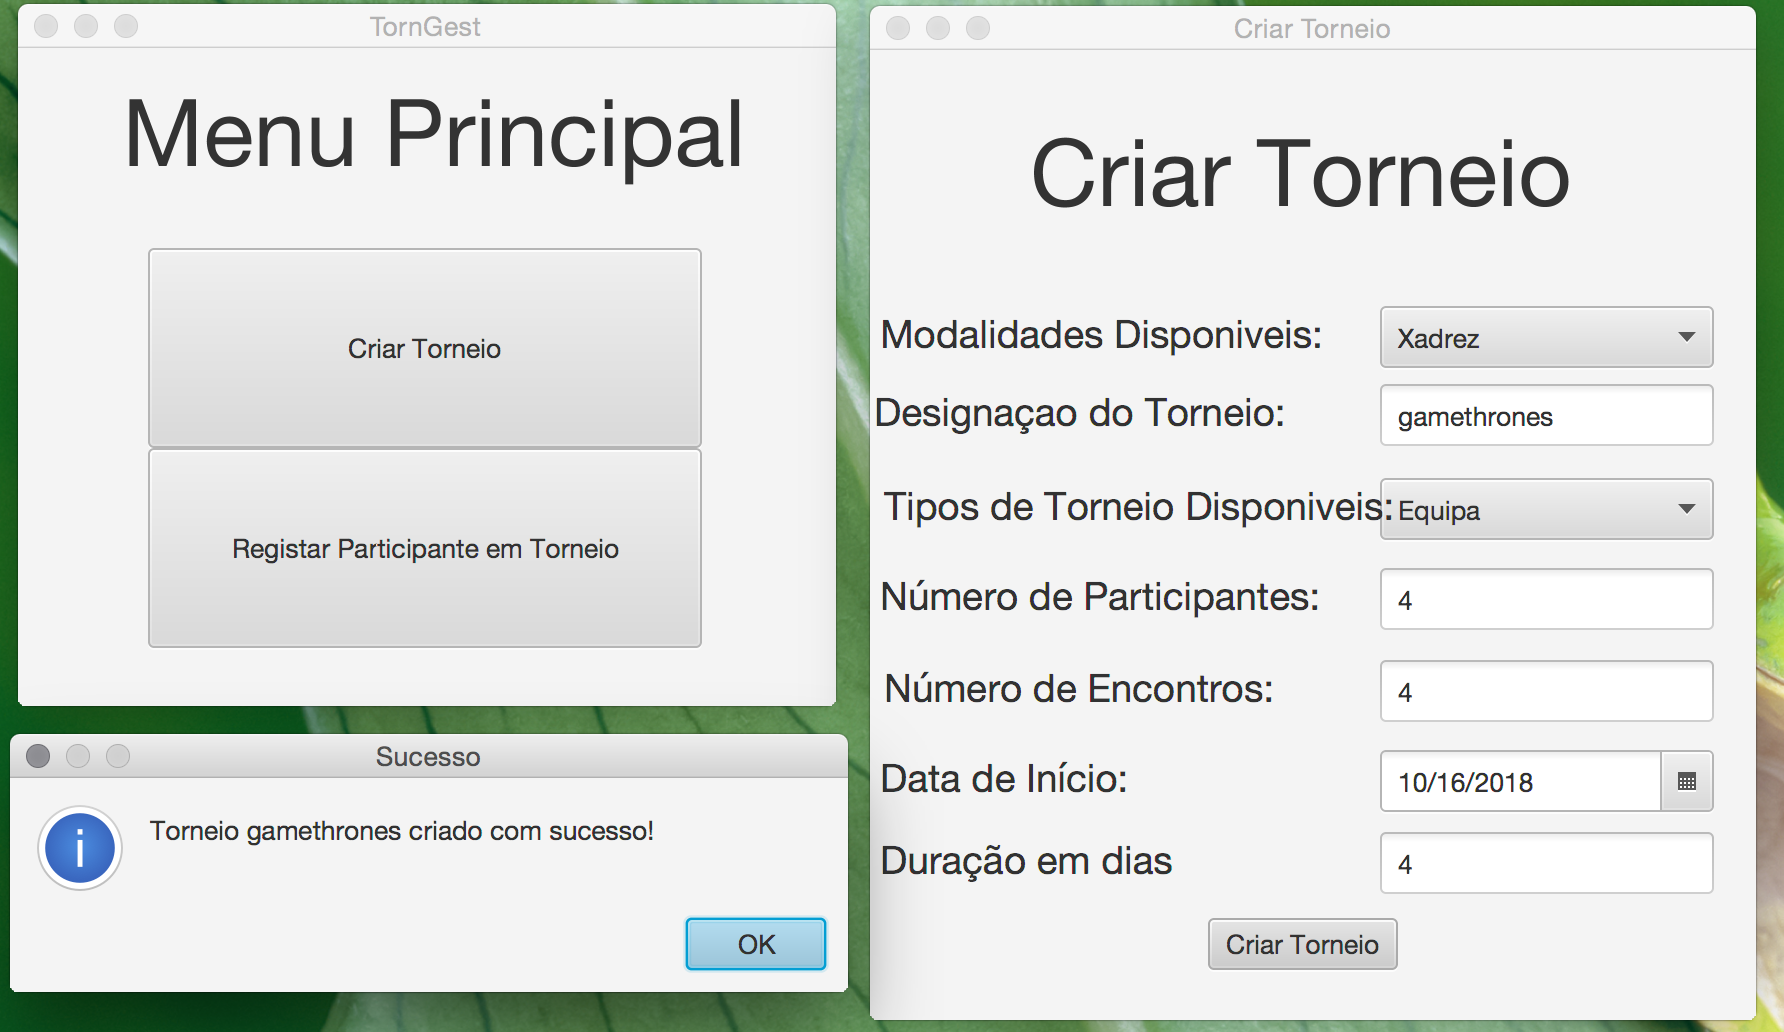 TornGest
Menu Principal
Criar Torneio
Registar Participante em Torneio
Sucesso
i
Torneio gamethrones criado com sucesso!
OK
Criar Torneio
Criar Torneio
Modalidades Disponiveis: Xadrez
Designaçao do Torneio: gamethrones
Tipos de Torneio Disponiveis: Equipa
Número de Participantes: 4
Número de Encontros: 4
Data de Início: 10/16/2018
Duração em dias 4
Criar Torneio